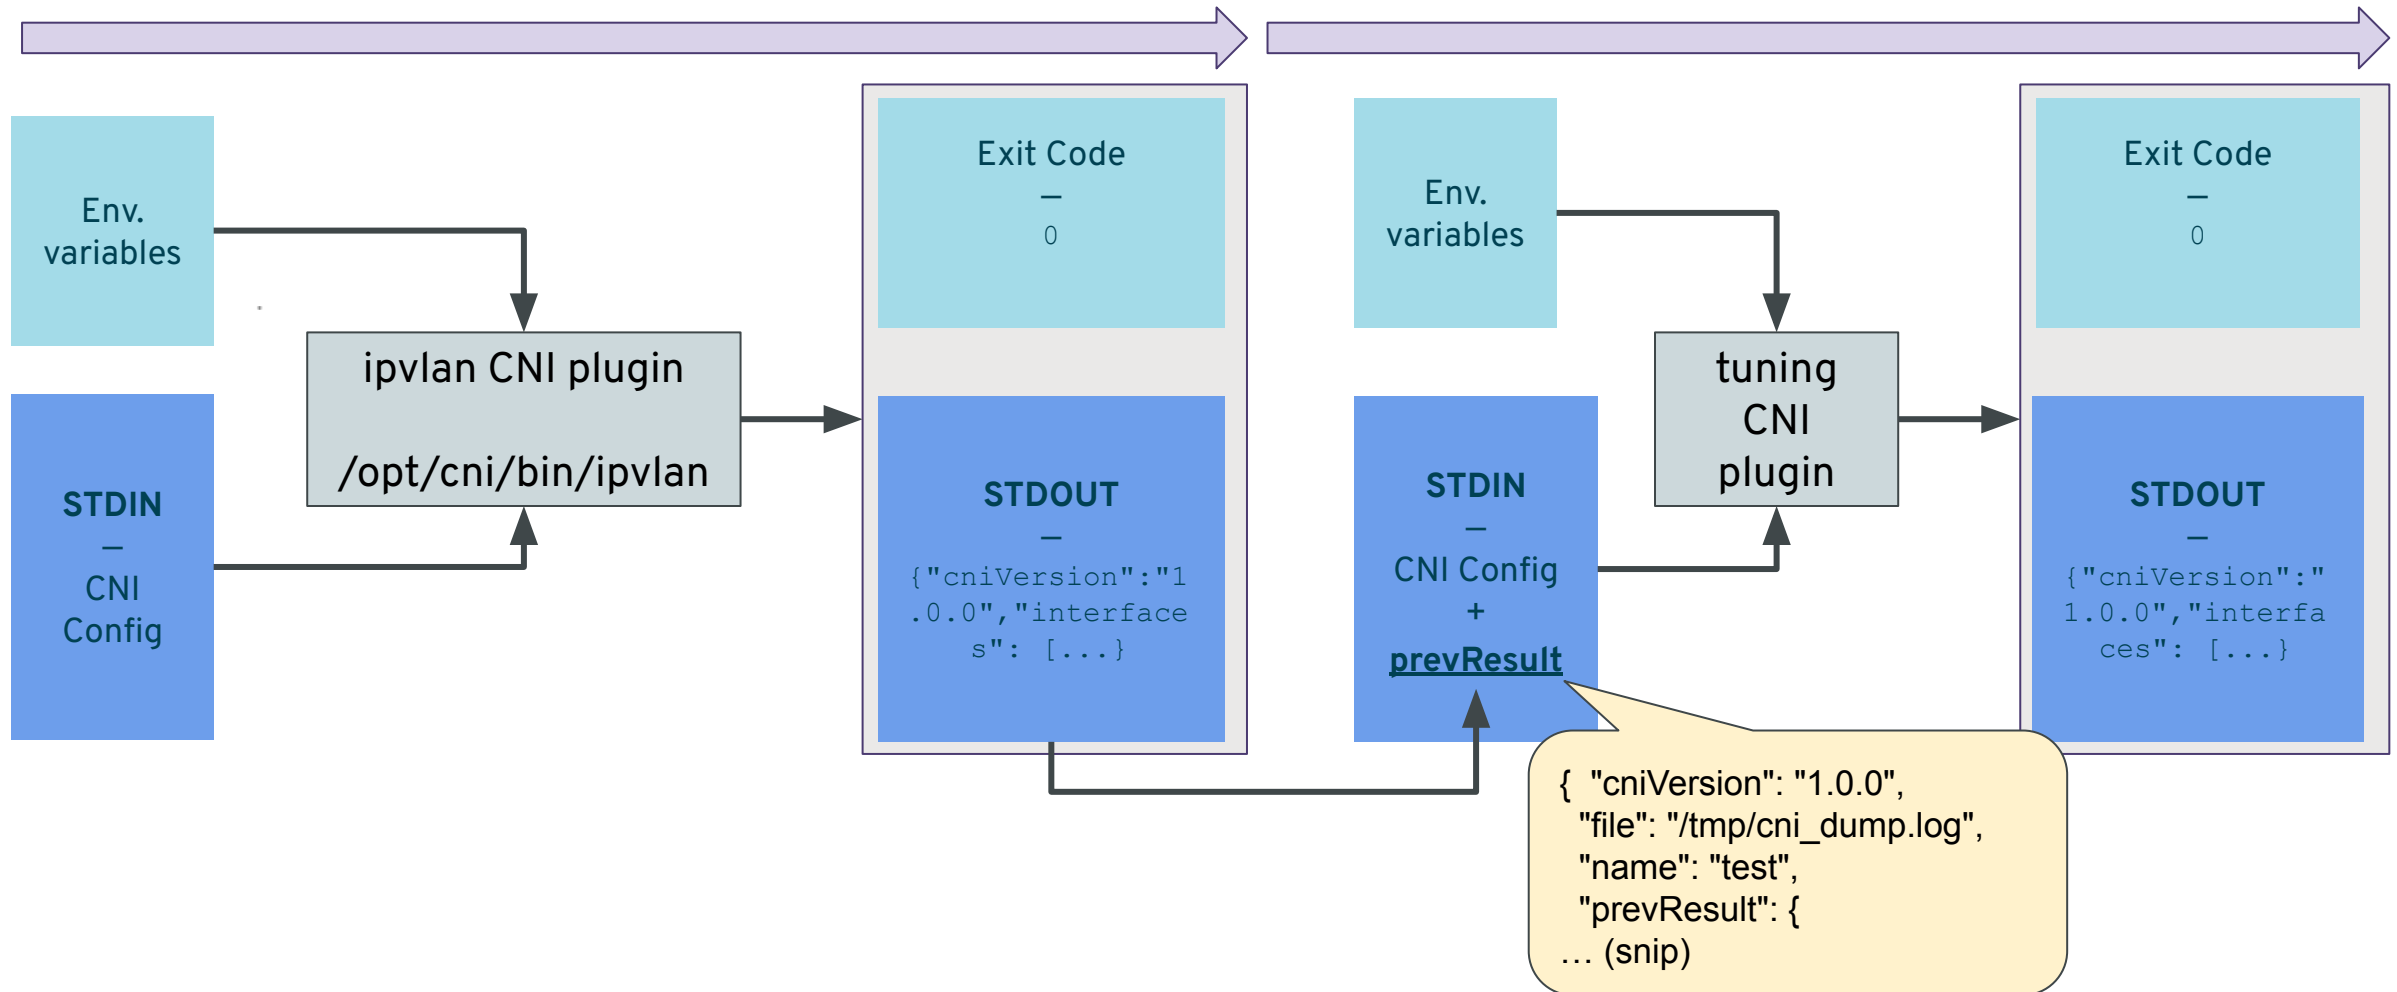 Env.
variables
ipvlan CNI plugin
/opt/cni/bin/ipvlan
STDIN
–
CNI
Config
Exit Code
–
0
STDOUT
–
{"cniVersion":"1
.0.0","interface
s": [...}
Env.
variables
tuning
CNI
plugin
STDIN
–
CNI Config
+
prevResult
{  "cniVersion": "1.0.0",
"file": "/tmp/cni_dump.log",
"name": "test",
"prevResult": {
… (snip)
Exit Code
–
0
STDOUT
–
{"cniVersion":"
1.0.0","interfa
ces": [...}